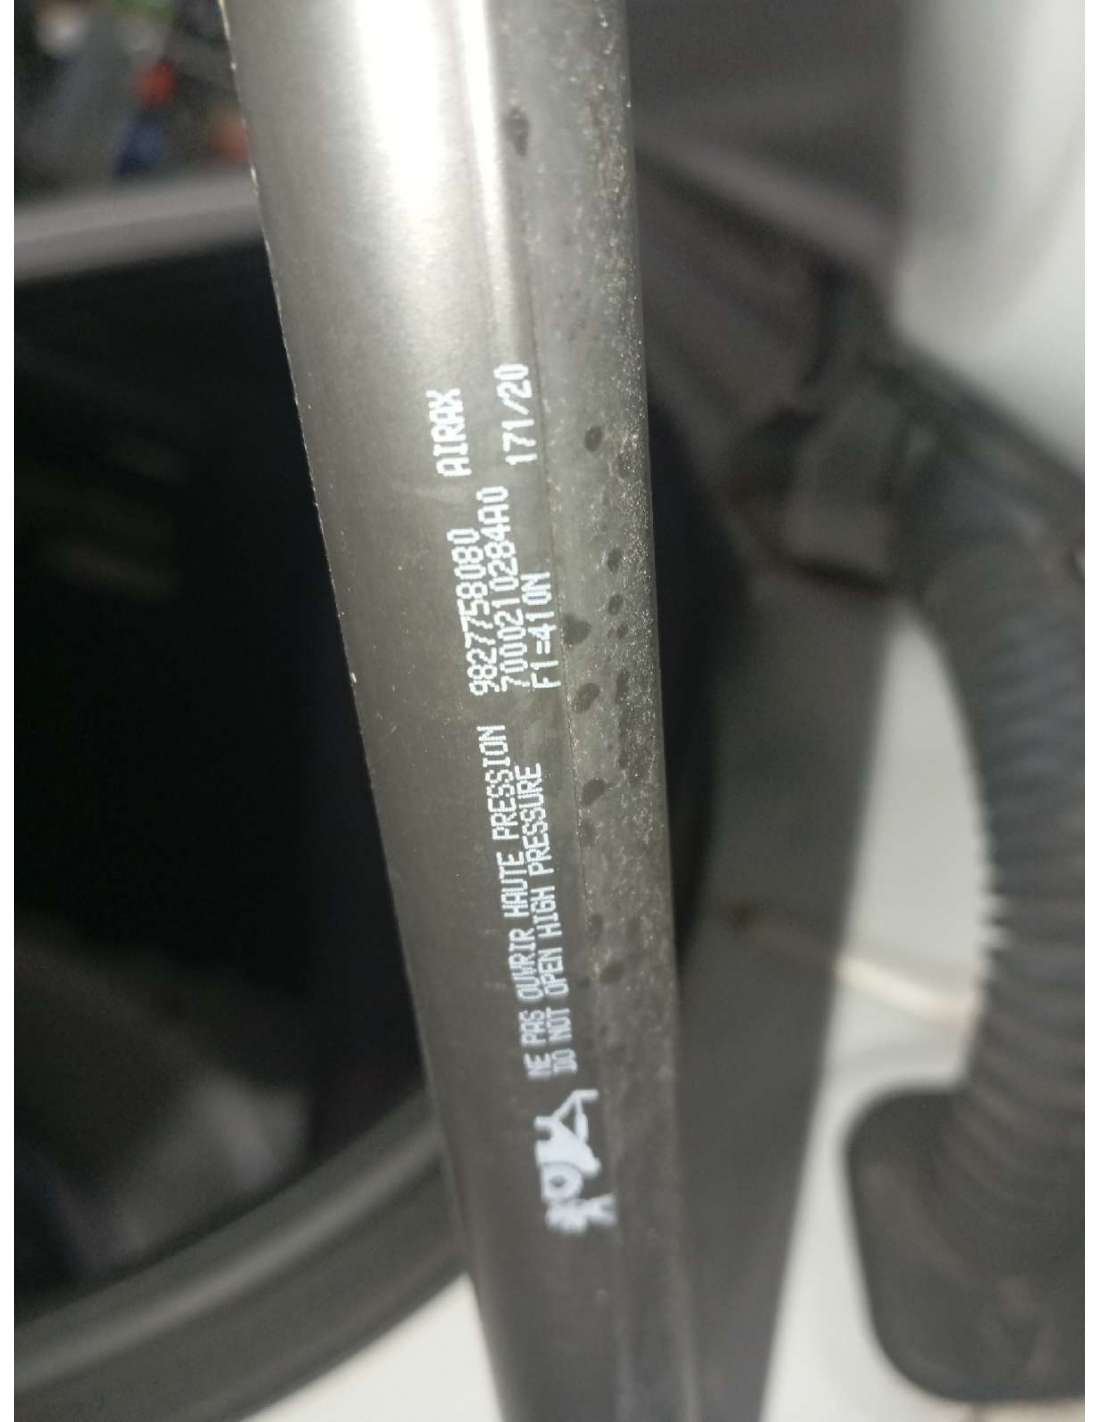 NE PAS OUVRIR HAUTE PRESSION 9827758080 AIRAX
DO NOT OPEN HIGH PRESSURE 7000210284A0
F1=410N 171/20